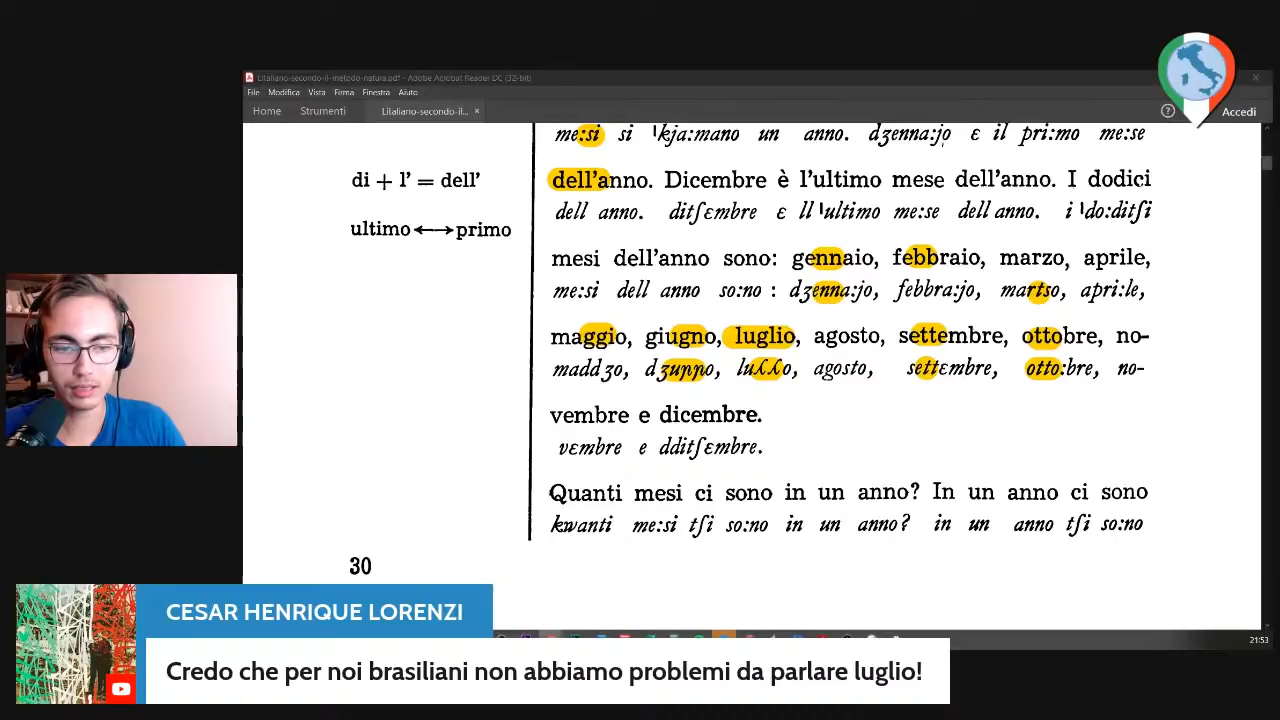 Litaliano-secondo-il-metodo-natura.pdf - Adobe Acrobat Reader DC (32-bit)
File Modifica Vista Firma Finestra Aiuto
Home Strumenti Litaliano-secondo-il... × Accedi
me:si si ˈkja:mano un anno. dʒenna:jo ɛ il pri:mo me:se
di + l' = dell'
dell'anno. Dicembre è l'ultimo mese dell'anno. I dodici
dell anno. ditʃɛmbre ɛ ll ˈultimo me:se dell anno. i ˈdo:ditʃi
ultimo ⟷ primo
mesi dell'anno sono: gennaio, febbraio, marzo, aprile,
me:si dell anno so:no : dʒenna:jo, febbra:jo, martso, apri:le,
maggio, giugno, luglio, agosto, settembre, ottobre, no-
maddʒo, dʒuɲɲo, luʎʎo, agosto, settɛmbre, otto:bre, no-
vembre e dicembre.
vɛmbre e dditʃɛmbre.
Quanti mesi ci sono in un anno? In un anno ci sono
kwanti me:si tʃi so:no in un anno? in un anno tʃi so:no
30
CESAR HENRIQUE LORENZI
Credo che per noi brasiliani non abbiamo problemi da parlare luglio!
21:53